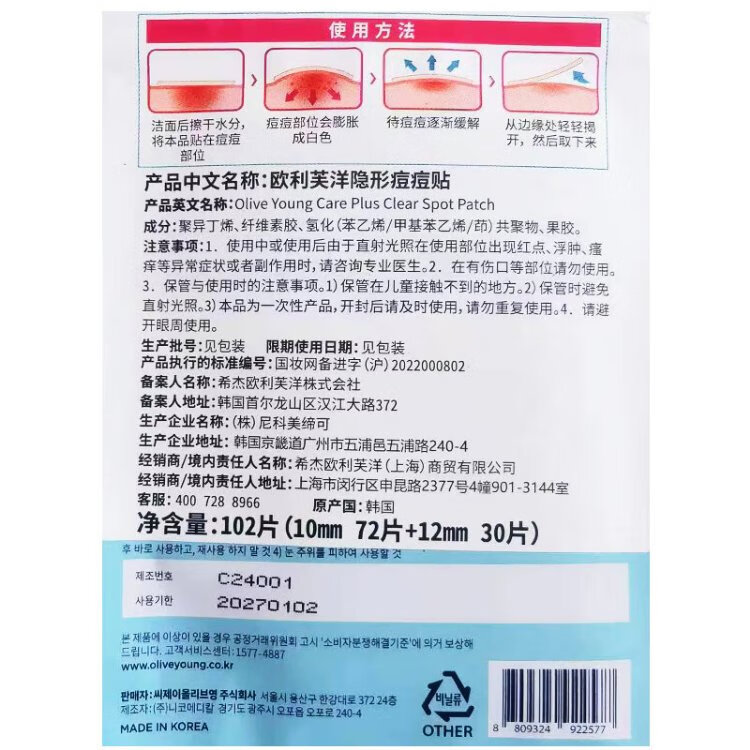 使用方法
洁面后擦干水分，
将本品贴在痘痘
部位
痘痘部位会膨胀
成白色
待痘痘逐渐缓解
从边缘处轻轻揭
开，然后取下来
产品中文名称：欧利芙洋隐形痘痘贴
产品英文名称：Olive Young Care Plus Clear Spot Patch
成分：聚异丁烯、纤维素胶、氢化（苯乙烯/甲基苯乙烯/茚）共聚物、果胶。
注意事项：1．使用中或使用后由于直射光照在使用部位出现红点、浮肿、瘙
痒等异常症状或者副作用时，请咨询专业医生。2．在有伤口等部位请勿使用。
3．保管与使用时的注意事项。1）保管在儿童接触不到的地方。2）保管时避免
直射光照。3）本品为一次性产品，开封后请及时使用，请勿重复使用。4．请避
开眼周使用。
生产批号：见包装 限期使用日期：见包装
产品执行的标准编号：国妆网备进字（沪）2022000802
备案人名称：希杰欧利芙洋株式会社
备案人地址：韩国首尔龙山区汉江大路372
生产企业名称：（株）尼科美缔可
生产企业地址：韩国京畿道广州市五浦邑五浦路240-4
经销商/境内责任人名称：希杰欧利芙洋（上海）商贸有限公司
经销商/境内责任人地址：上海市闵行区申昆路2377号4幢901-3144室
客服：400 728 8966 原产国：韩国
净含量：102片（10mm 72片+12mm 30片）
후 바로 사용하고, 재사용 하지 말 것 4) 눈 주위를 피하여 사용할 것
제조번호 C24001
사용기한 20270102
본 제품에 이상이 있을 경우 공정거래위원회 고시 '소비자분쟁해결기준'에 의거 보상해
드립니다. 고객서비스센터: 1577-4887
www.oliveyoung.co.kr
판매자: 씨제이올리브영 주식회사 서울시 용산구 한강대로 372 24층
제조자: (주)니코메디칼 경기도 광주시 오포읍 오포로 240-4
MADE IN KOREA
비닐류
OTHER
8 809324 922577